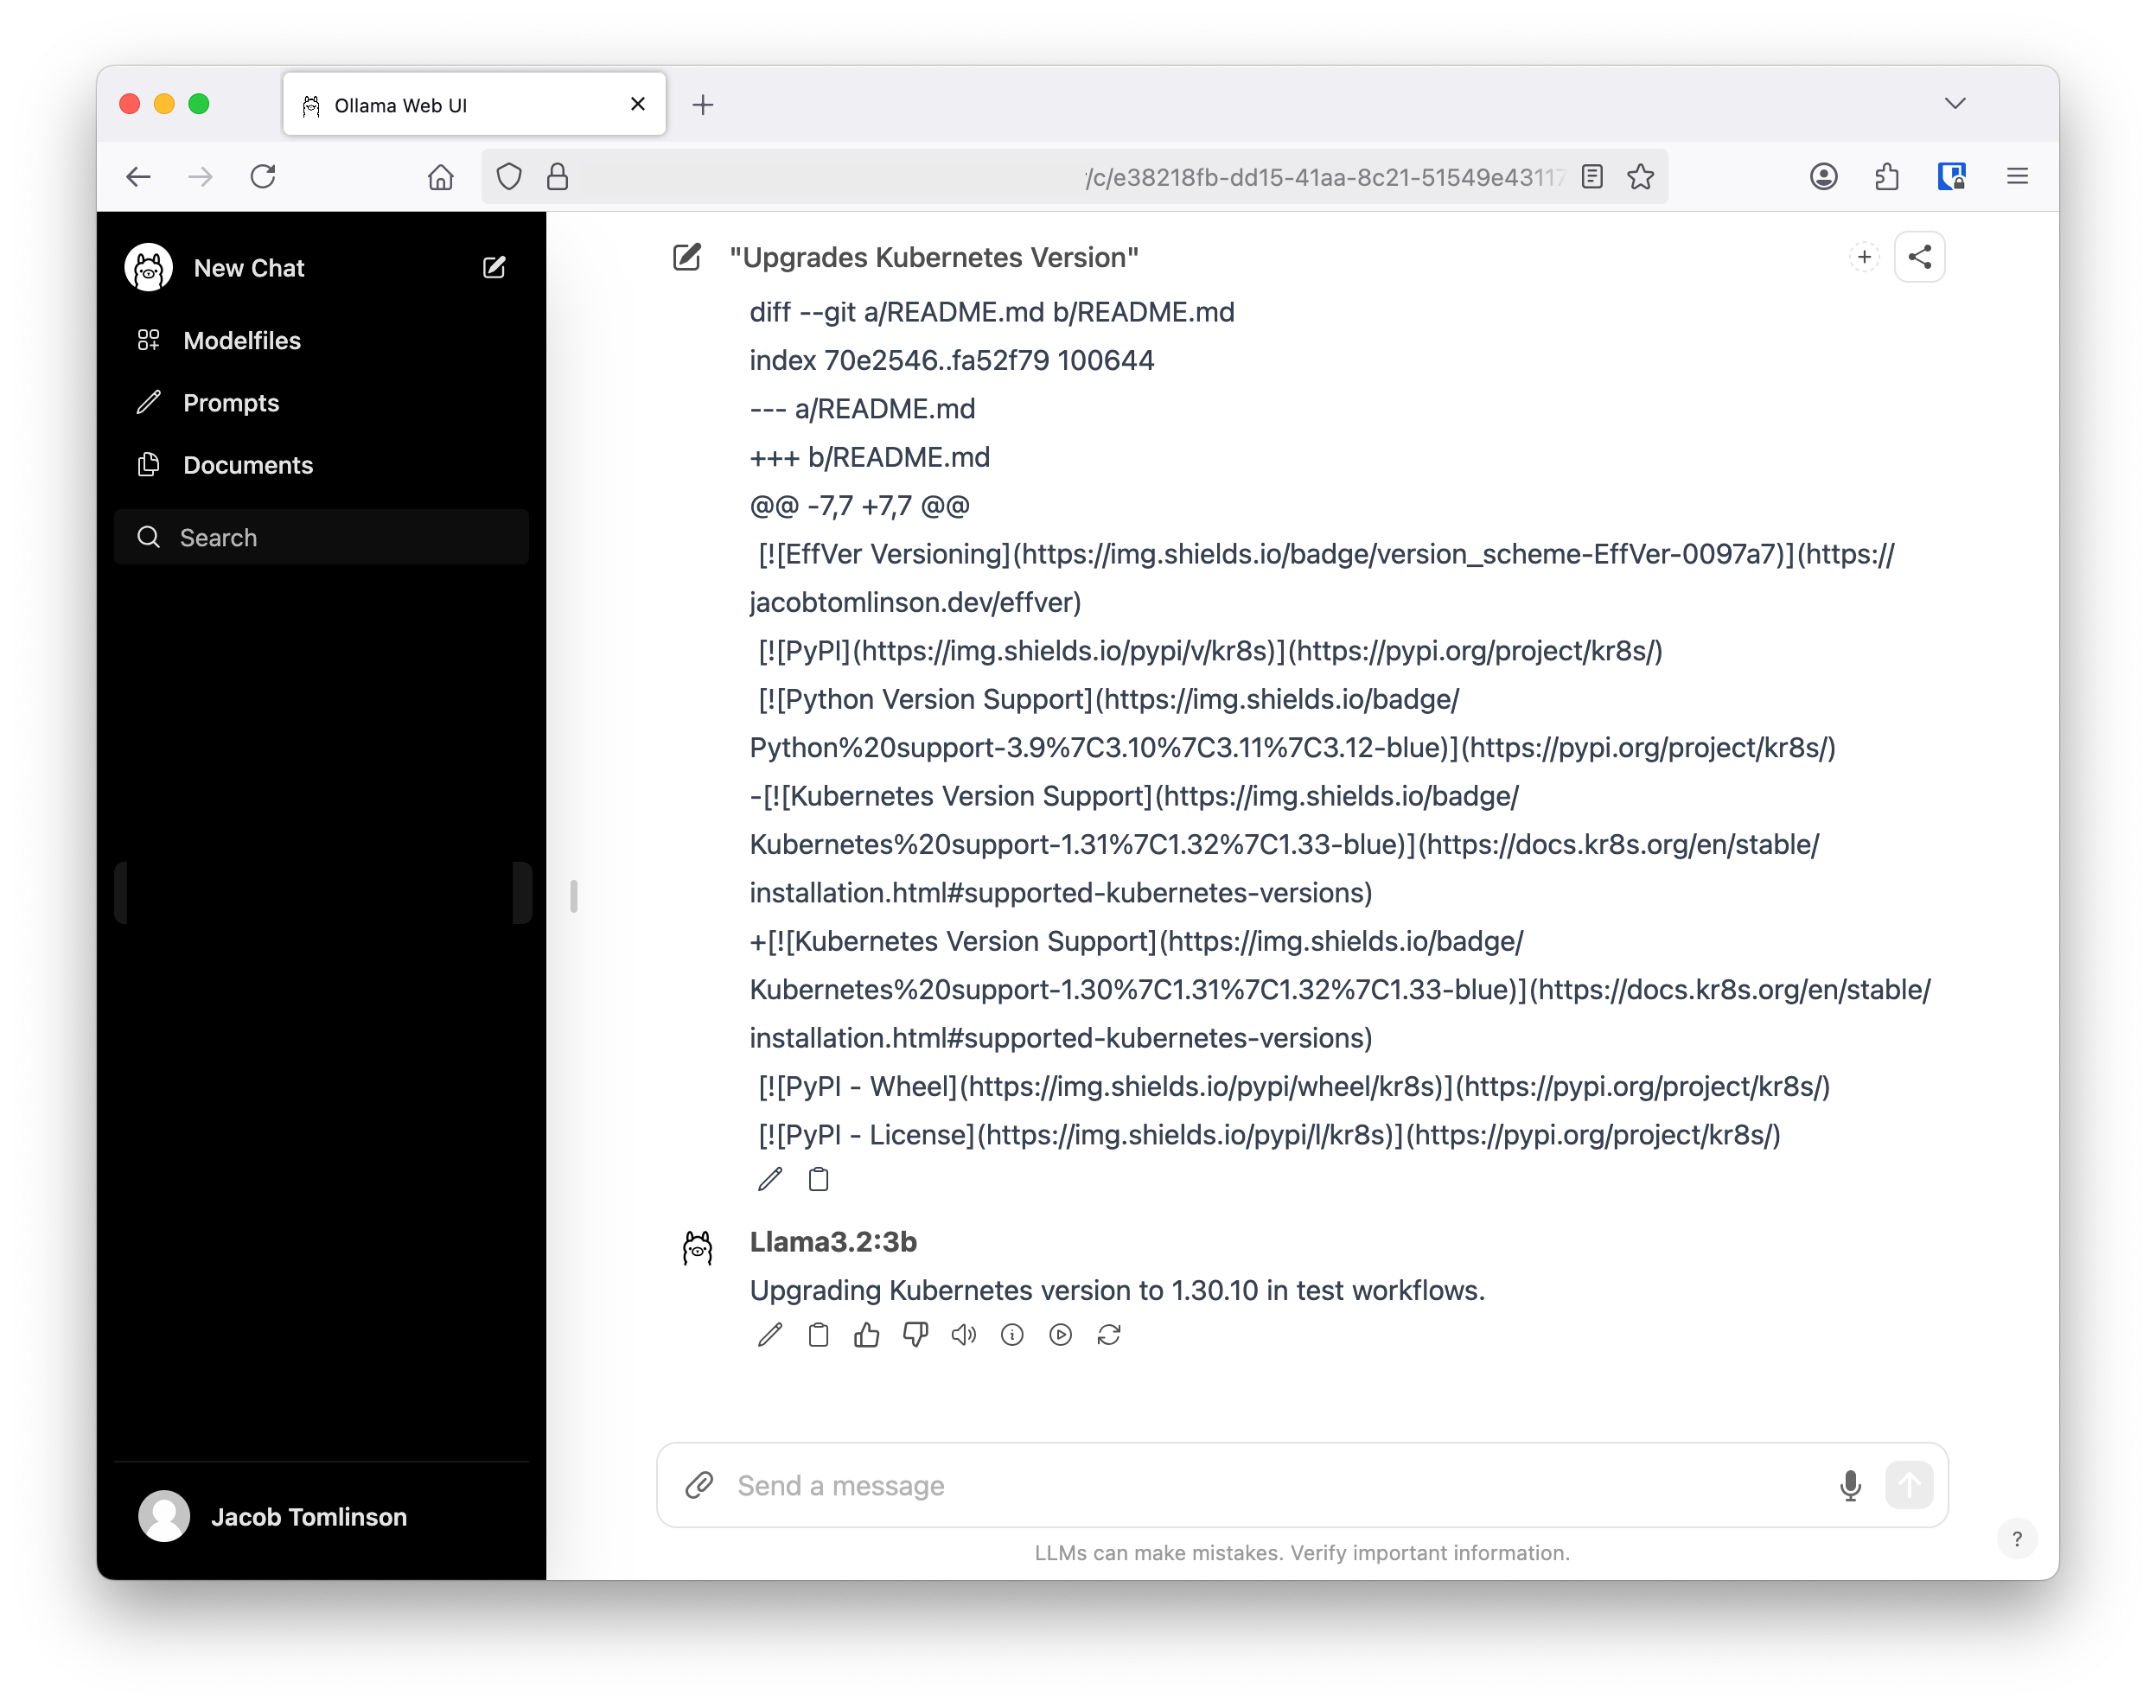 Ollama Web UI
/c/e38218fb-dd15-41aa-8c21-51549e43117
New Chat
Modelfiles
Prompts
Documents
Search
Jacob Tomlinson
"Upgrades Kubernetes Version"
diff --git a/README.md b/README.md
index 70e2546..fa52f79 100644
--- a/README.md
+++ b/README.md
@@ -7,7 +7,7 @@
[![EffVer Versioning](https://img.shields.io/badge/version_scheme-EffVer-0097a7)](https://
jacobtomlinson.dev/effver)
[![PyPI](https://img.shields.io/pypi/v/kr8s)](https://pypi.org/project/kr8s/)
[![Python Version Support](https://img.shields.io/badge/
Python%20support-3.9%7C3.10%7C3.11%7C3.12-blue)](https://pypi.org/project/kr8s/)
-[![Kubernetes Version Support](https://img.shields.io/badge/
Kubernetes%20support-1.31%7C1.32%7C1.33-blue)](https://docs.kr8s.org/en/stable/
installation.html#supported-kubernetes-versions)
+[![Kubernetes Version Support](https://img.shields.io/badge/
Kubernetes%20support-1.30%7C1.31%7C1.32%7C1.33-blue)](https://docs.kr8s.org/en/stable/
installation.html#supported-kubernetes-versions)
[![PyPI - Wheel](https://img.shields.io/pypi/wheel/kr8s)](https://pypi.org/project/kr8s/)
[![PyPI - License](https://img.shields.io/pypi/l/kr8s)](https://pypi.org/project/kr8s/)
Llama3.2:3b
Upgrading Kubernetes version to 1.30.10 in test workflows.
Send a message
LLMs can make mistakes. Verify important information.
?